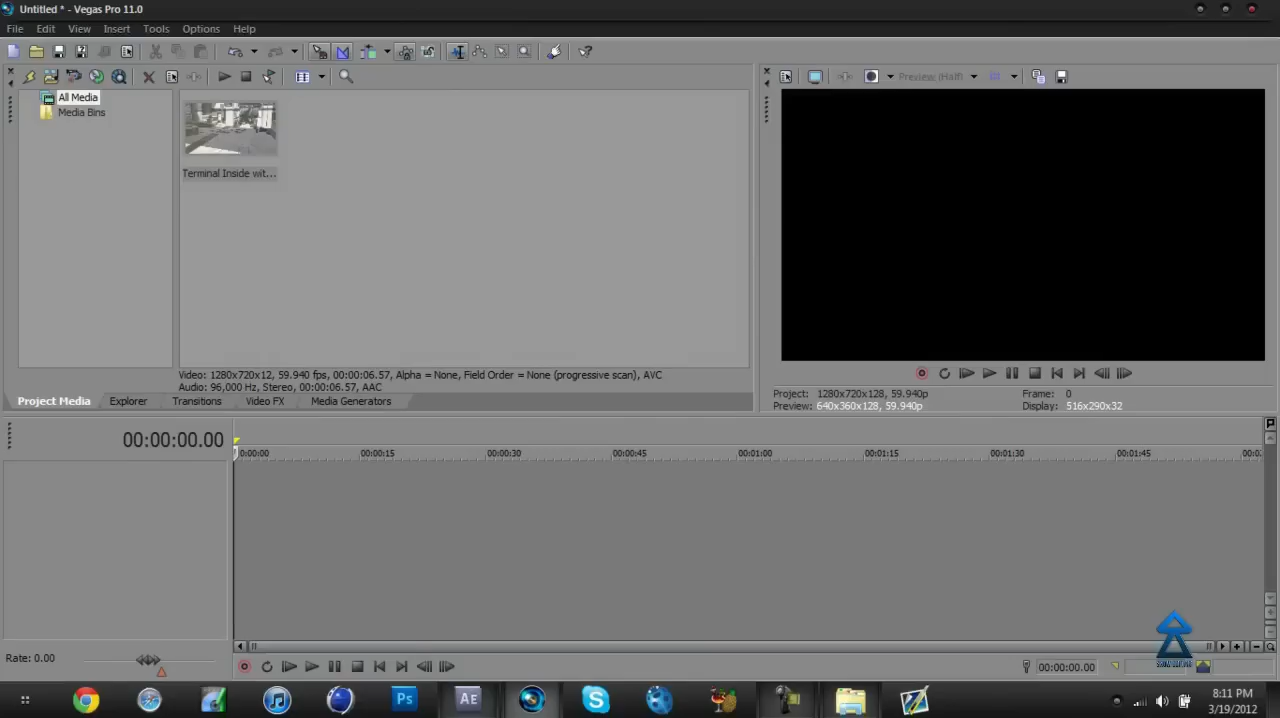 Untitled * - Vegas Pro 11.0
File Edit View Insert Tools Options Help
Preview (Half)
All Media
Media Bins
Terminal Inside wit...
Video: 1280x720x12, 59.940 fps, 00:00:06.57, Alpha = None, Field Order = None (progressive scan), AVC
Audio: 96,000 Hz, Stereo, 00:00:06.57, AAC
Project Media Explorer Transitions Video FX Media Generators
Project: 1280x720x128, 59.940p Frame: 0
Preview: 640x360x128, 59.940p Display: 516x290x32
00:00:00.00
0:00:00 00:00:15 00:00:30 00:00:45 00:01:00 00:01:15 00:01:30 00:01:45
Rate: 0.00
00:00:00.00
Ps AE
8:11 PM
3/19/2012